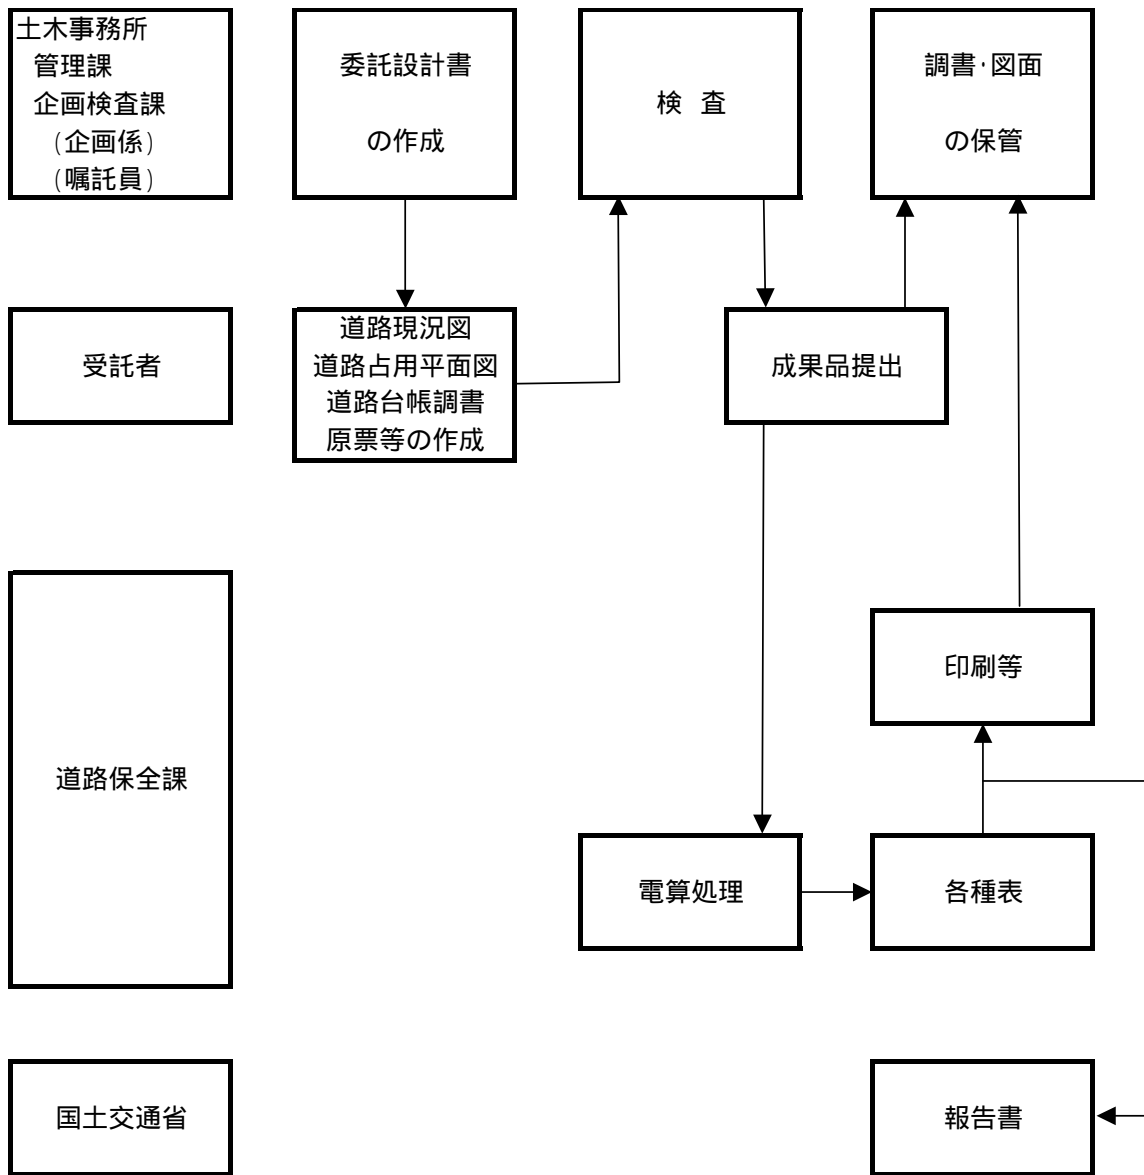 土木事務所
管理課
企画検査課
(企画係)
(嘱託員)
委託設計書
の作成
検 査
調書・図面
の保管
受託者
道路現況図
道路占用平面図
道路台帳調書
原票等の作成
成果品提出
道路保全課
印刷等
電算処理
各種表
国土交通省
報告書